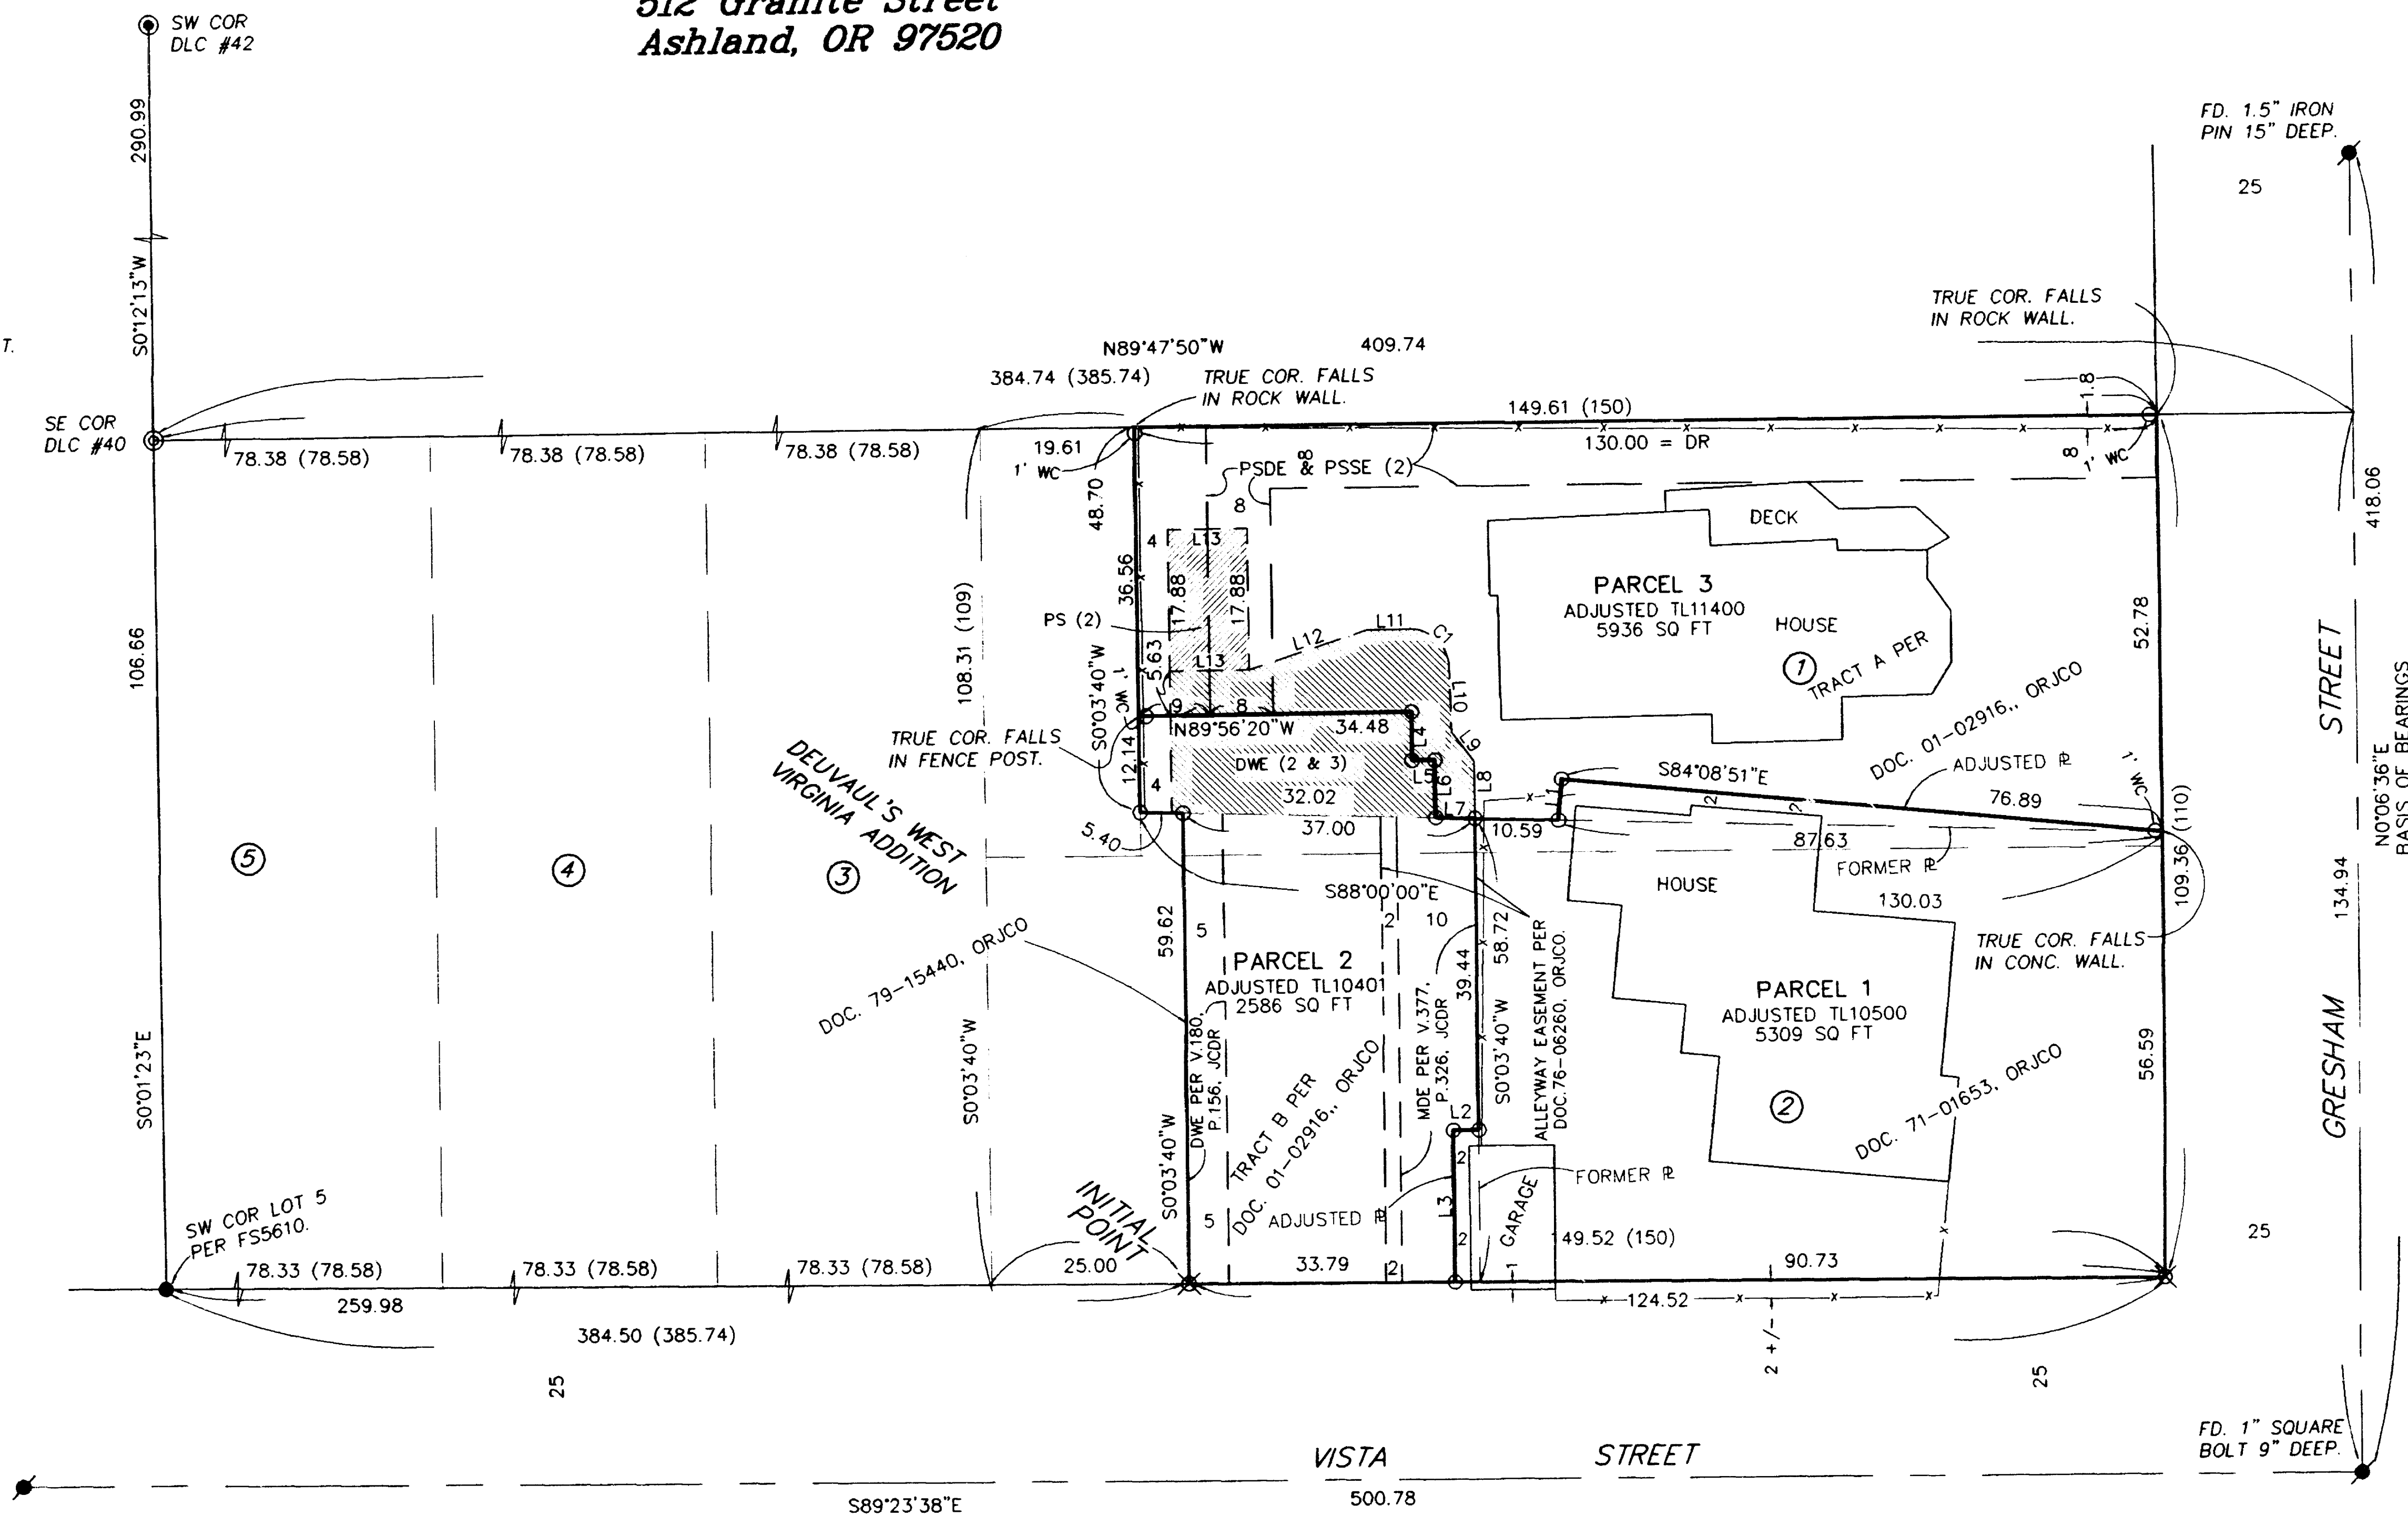 512 Granite Street
Ashland, OR 97520
SW COR
DLC #42
290.99
S0°12'13"W
T.
SE COR
DLC #40
FD. 1.5" IRON
PIN 15" DEEP.
25
TRUE COR. FALLS
IN ROCK WALL.
N89°47'50"W
409.74
384.74 (385.74)
TRUE COR. FALLS
IN ROCK WALL.
149.61 (150)
130.00 = DR
1.8
8
1' WC
78.38 (78.58)
78.38 (78.58)
78.38 (78.58)
19.61
1' WC
PSDE & PSSE (2)
8
8
48.70
36.56
4
L13
17.88
17.88
PS (2)
5.63
L13
L12
L11
C1
L10
L9
DECK
PARCEL 3
ADJUSTED TL11400
5936 SQ FT
HOUSE
1
TRACT A PER
DOC. 01-02916,, ORJCO
52.78
418.06
106.66
108.31 (109)
S0°03'40"W
1' WC
9
8
N89°56'20"W
34.48
L4
TRUE COR. FALLS
IN FENCE POST.
12.14
4
DWE (2 & 3)
L5
L6
L8
32.02
L7
37.00
10.59
L1
S84°08'51"E
ADJUSTED PL
2
2
76.89
1' WC
87.63
FORMER PL
130.03
109.36 (110)
N0°06'36"E
BASIS OF BEARINGS
GRESHAM STREET
134.94
DEUVAUL'S WEST
VIRGINIA ADDITION
5.40
S88°00'00"E
5
4
3
HOUSE
TRUE COR. FALLS
IN CONC. WALL.
59.62
5
2
10
39.44
58.72
DOC. 79-15440, ORJCO
PARCEL 2
ADJUSTED TL10401
2586 SQ FT
PARCEL 1
ADJUSTED TL10500
5309 SQ FT
56.59
DWE PER V.180,
P.156, JCDR
MDE PER V.377,
P.326, JCDR
ALLEYWAY EASEMENT PER
DOC.76-06260, ORJCO.
S0°03'40"W
S0°01'23"E
S0°03'40"W
S0°03'40"W
TRACT B PER
DOC. 01-02916,, ORJCO
2
DOC. 71-01653, ORJCO
L2
2
L3
2
FORMER PL
ADJUSTED PL
GARAGE
INITIAL
POINT
SW COR LOT 5
PER FS5610.
5
149.52 (150)
25
78.33 (78.58)
78.33 (78.58)
78.33 (78.58)
25.00
33.79
2
1
90.73
259.98
124.52
384.50 (385.74)
2 +/-
25
25
FD. 1" SQUARE
BOLT 9" DEEP.
VISTA STREET
S89°23'38"E
500.78